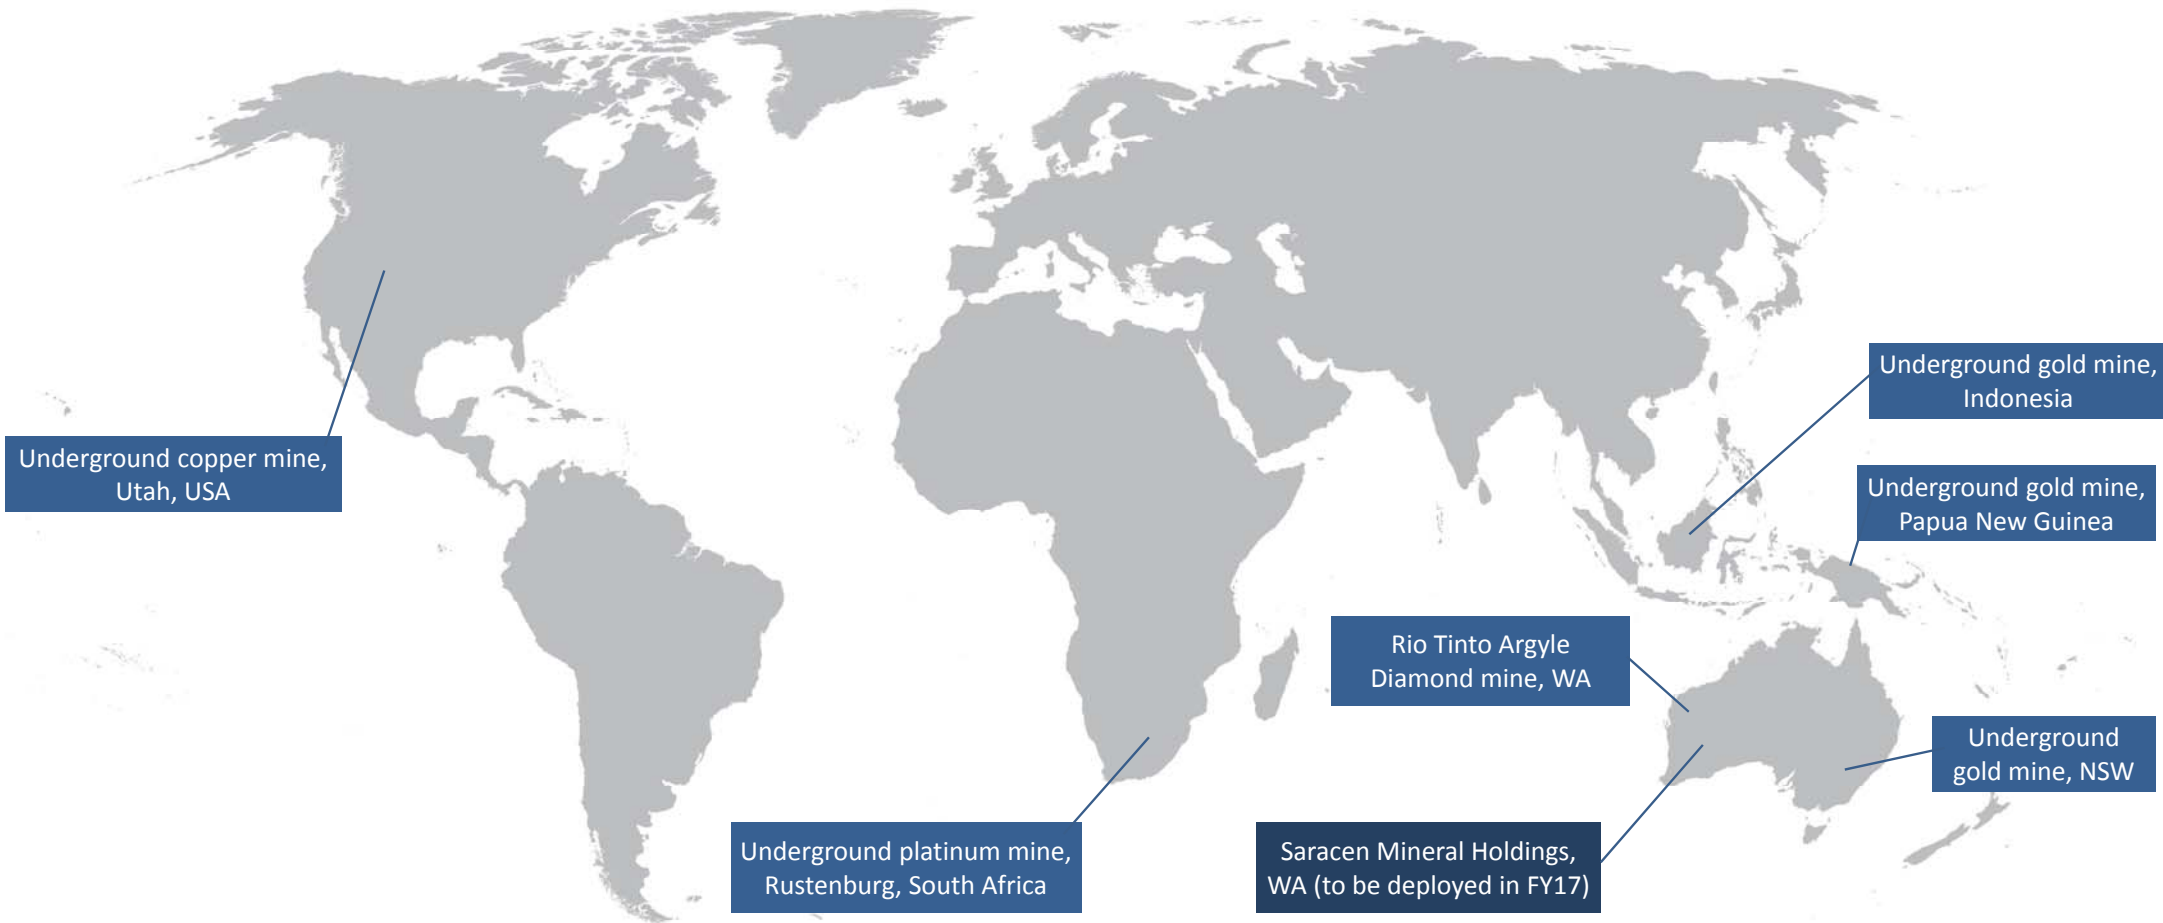 Underground gold mine,
Indonesia
Underground copper mine,
Utah, USA
Underground gold mine,
Papua New Guinea
Rio Tinto Argyle
Diamond mine, WA
Underground
gold mine, NSW
Underground platinum mine,
Rustenburg, South Africa
Saracen Mineral Holdings,
WA (to be deployed in FY17)